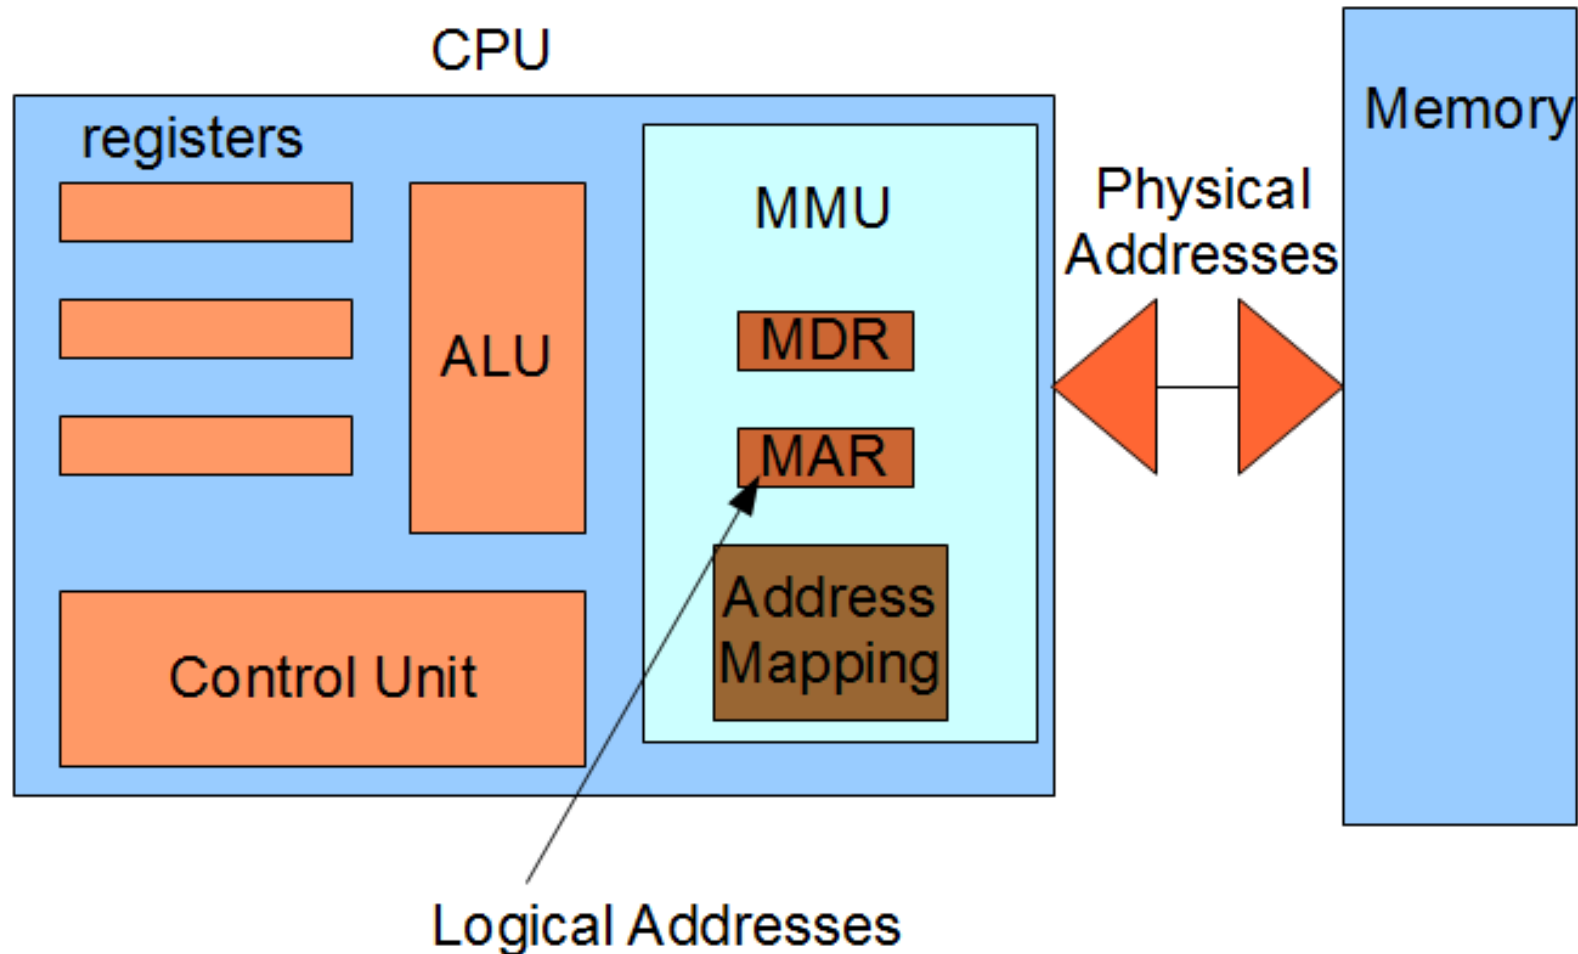 CPU
registers
ALU
Control Unit
MMU
MDR
MAR
Address
Mapping
Physical
Addresses
Memory
Logical Addresses